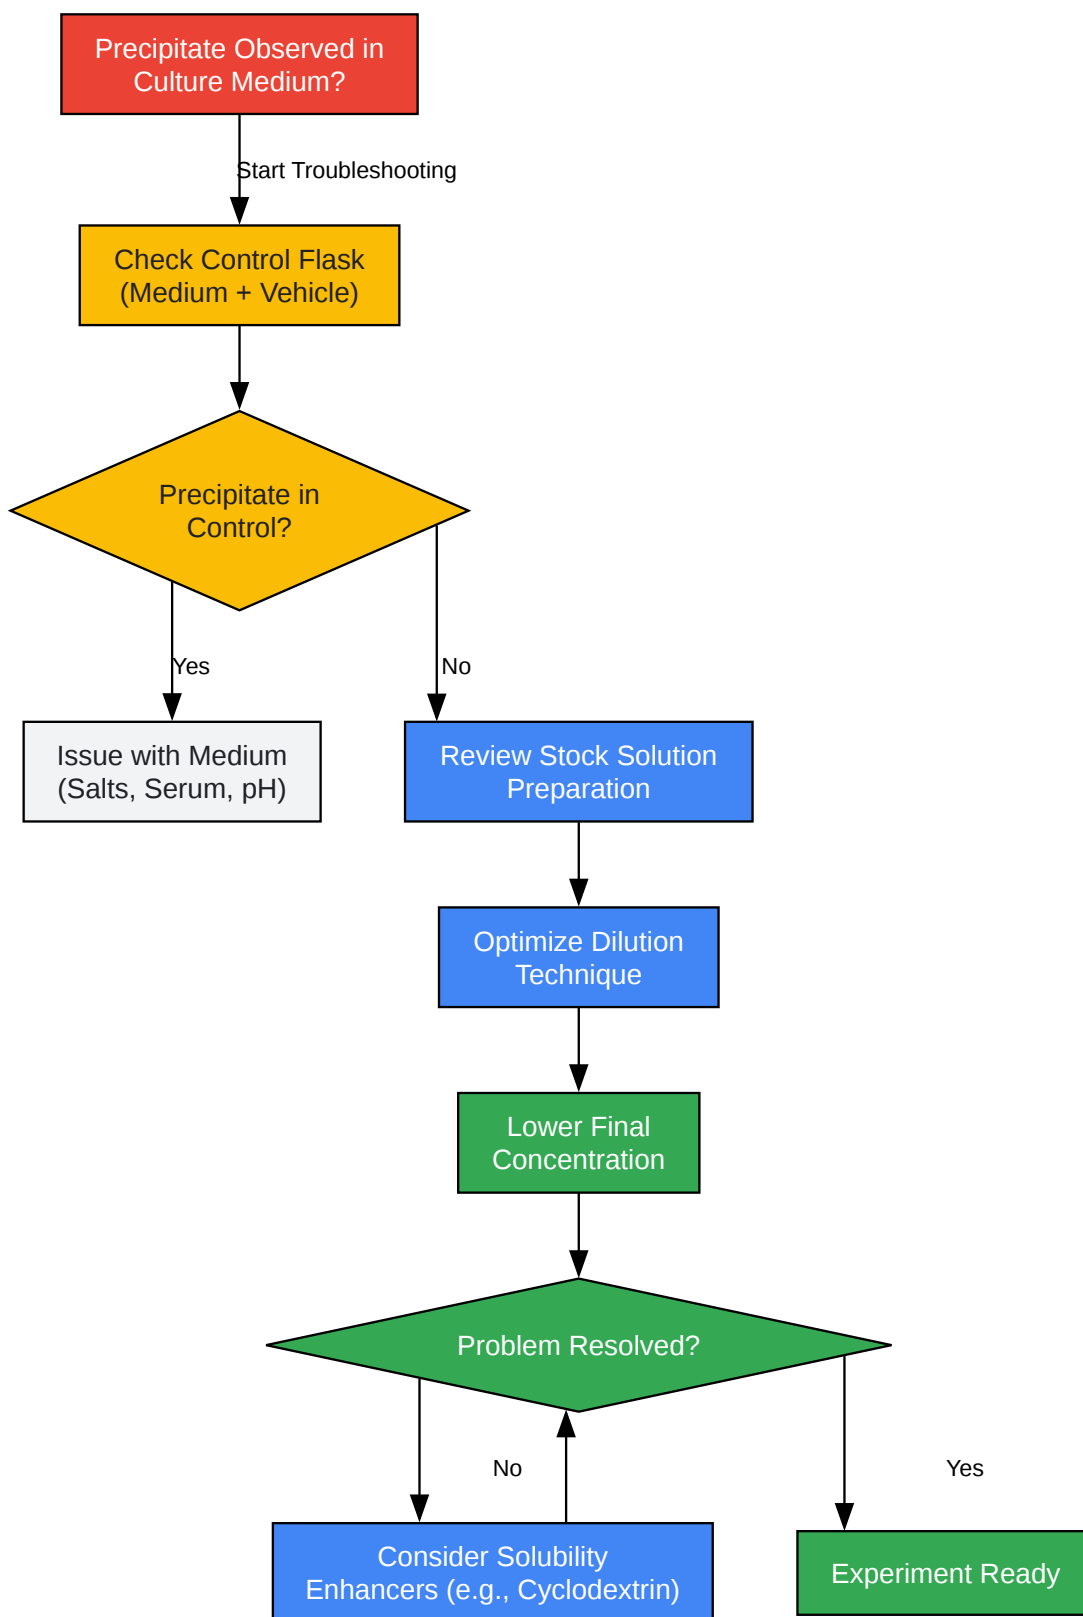 Precipitate Observed in
Culture Medium?
Start Troubleshooting
Check Control Flask
(Medium + Vehicle)
Precipitate in
Control?
Yes
No
Issue with Medium
(Salts, Serum, pH)
Review Stock Solution
Preparation
Optimize Dilution
Technique
Lower Final
Concentration
Problem Resolved?
No
Yes
Consider Solubility
Enhancers (e.g., Cyclodextrin)
Experiment Ready